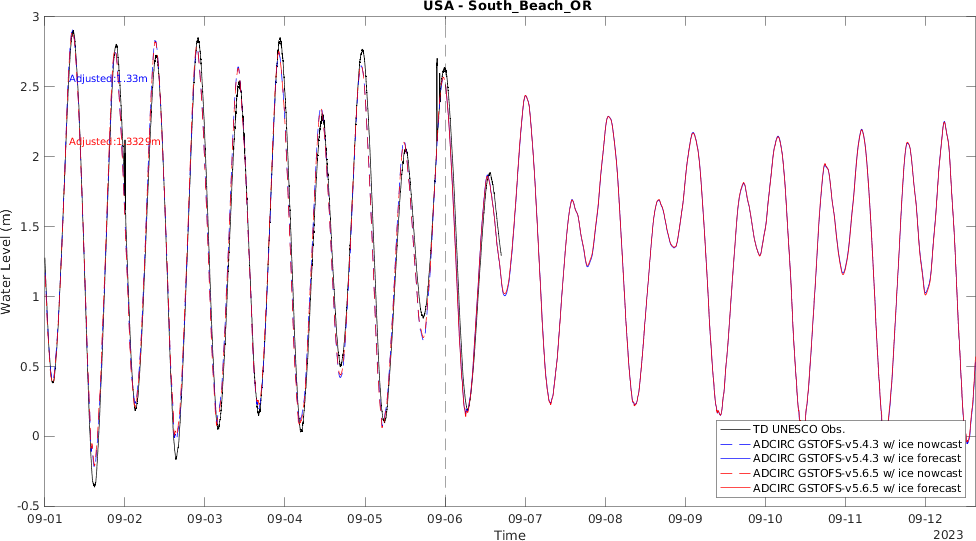 USA - South_Beach_OR
3
2.5
2
1.5
1
0.5
0
-0.5
Water Level (m)
Adjusted:1.33m
Adjusted:1.3329m
TD UNESCO Obs.
ADCIRC GSTOFS-v5.4.3 w/ ice nowcast
ADCIRC GSTOFS-v5.4.3 w/ ice forecast
ADCIRC GSTOFS-v5.6.5 w/ ice nowcast
ADCIRC GSTOFS-v5.6.5 w/ ice forecast
09-01 09-02 09-03 09-04 09-05 09-06 09-07 09-08 09-09 09-10 09-11 09-12
Time
2023